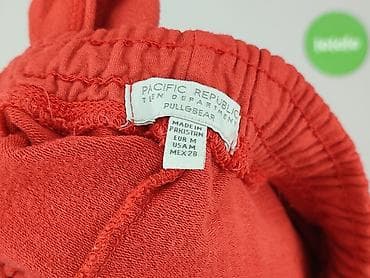 PACIFIC REPUBLIC
TEEN DEPARTMENT
PULL&BEAR
MADE IN
PAKISTAN
EUR M
USA M
MEX 28